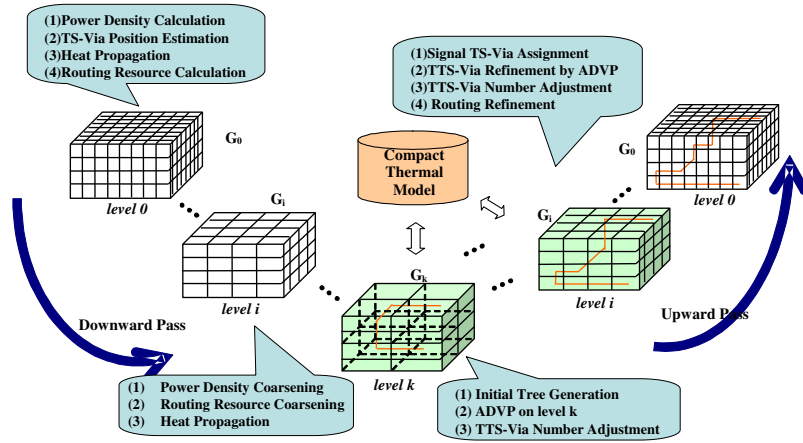 (1)Power Density Calculation
(2)TS-Via Position Estimation
(3)Heat Propagation
(4)Routing Resource Calculation
(1)Signal TS-Via Assignment
(2)TTS-Via Refinement by ADVP
(3)TTS-Via Number Adjustment
(4) Routing Refinement
G0
level 0
Compact
Thermal
Model
G0
level 0
Gi
level i
Gi
level i
Gk
level k
Downward Pass
Upward Pass
(1) Power Density Coarsening
(2) Routing Resource Coarsening
(3) Heat Propagation
(1) Initial Tree Generation
(2) ADVP on level k
(3) TTS-Via Number Adjustment